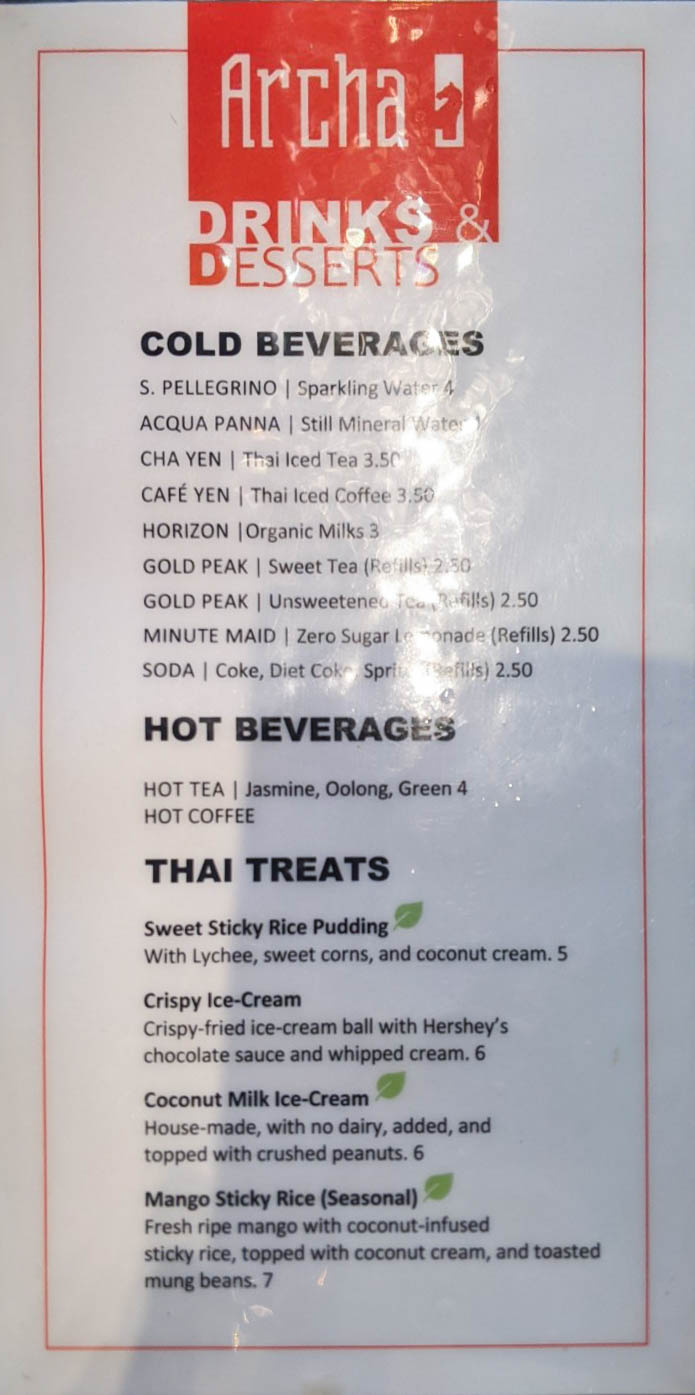 Archa
DRINKS &
DESSERTS
COLD BEVERAGES
S. PELLEGRINO | Sparkling Water 4
ACQUA PANNA | Still Mineral Water
CHA YEN | Thai Iced Tea 3.50
CAFÉ YEN | Thai Iced Coffee 3.50
HORIZON |Organic Milks 3
GOLD PEAK | Sweet Tea (Refills) 2.50
GOLD PEAK | Unsweetened Tea (Refills) 2.50
MINUTE MAID | Zero Sugar Lemonade (Refills) 2.50
SODA | Coke, Diet Coke, Sprite (Refills) 2.50
HOT BEVERAGES
HOT TEA | Jasmine, Oolong, Green 4
HOT COFFEE
THAI TREATS
Sweet Sticky Rice Pudding
With Lychee, sweet corns, and coconut cream. 5
Crispy Ice-Cream
Crispy-fried ice-cream ball with Hershey's
chocolate sauce and whipped cream. 6
Coconut Milk Ice-Cream
House-made, with no dairy, added, and
topped with crushed peanuts. 6
Mango Sticky Rice (Seasonal)
Fresh ripe mango with coconut-infused
sticky rice, topped with coconut cream, and toasted
mung beans. 7